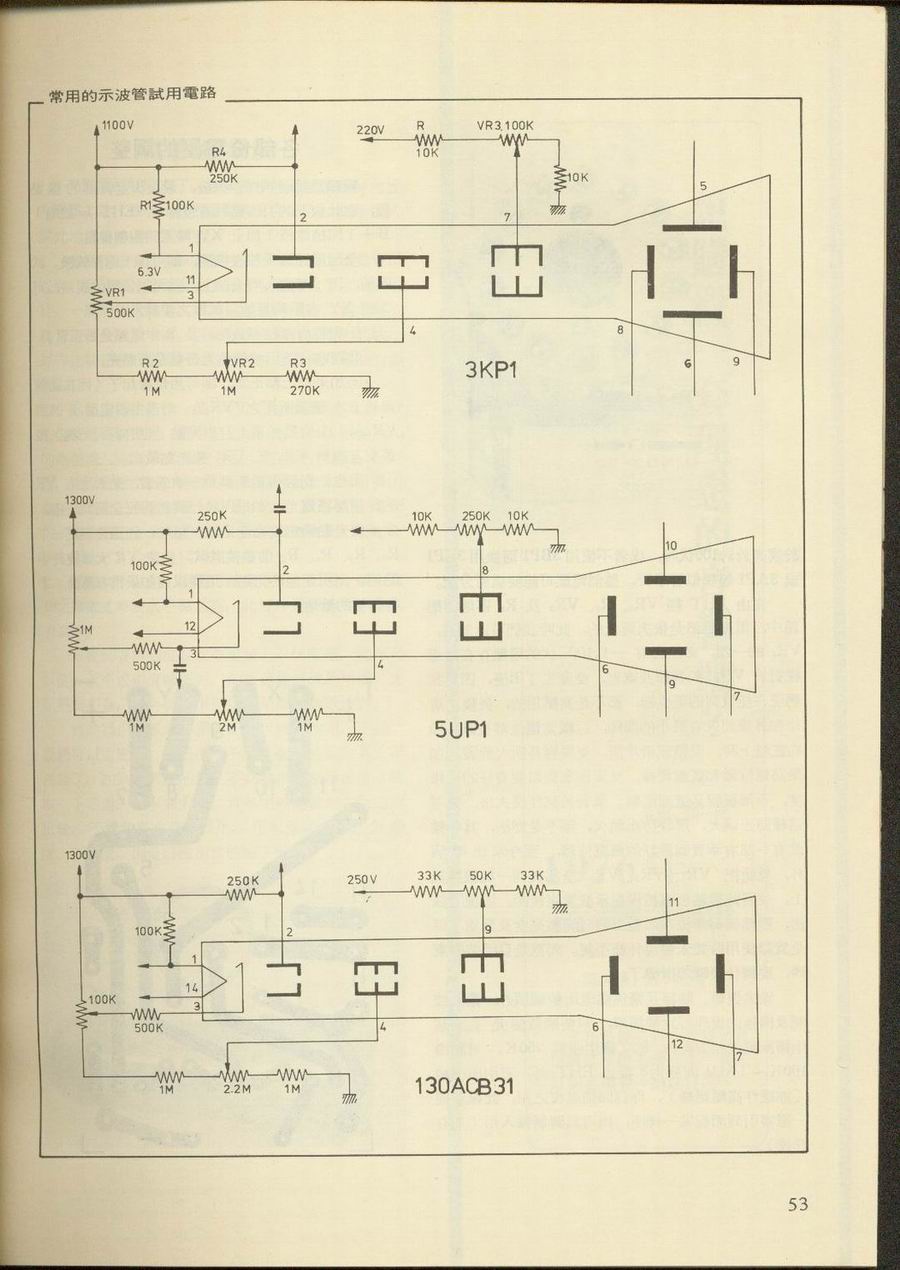 常用的示波管試用電路
1100V
R4
250K
R1
100K
220V
R
10K
VR3,100K
10K
2
7
5
1
6.3V
11
3
VR1
500K
4
8
6
9
R2
1M
VR2
1M
R3
270K
3KP1
1300V
250K
10K
250K
10K
100K
2
8
10
1
12
3
1M
500K
4
6
9
7
1M
2M
1M
5UP1
1300V
250K
250V
33K
50K
33K
100K
2
9
11
1
14
3
100K
500K
4
6
12
7
1M
2.2M
1M
130ACB31
53